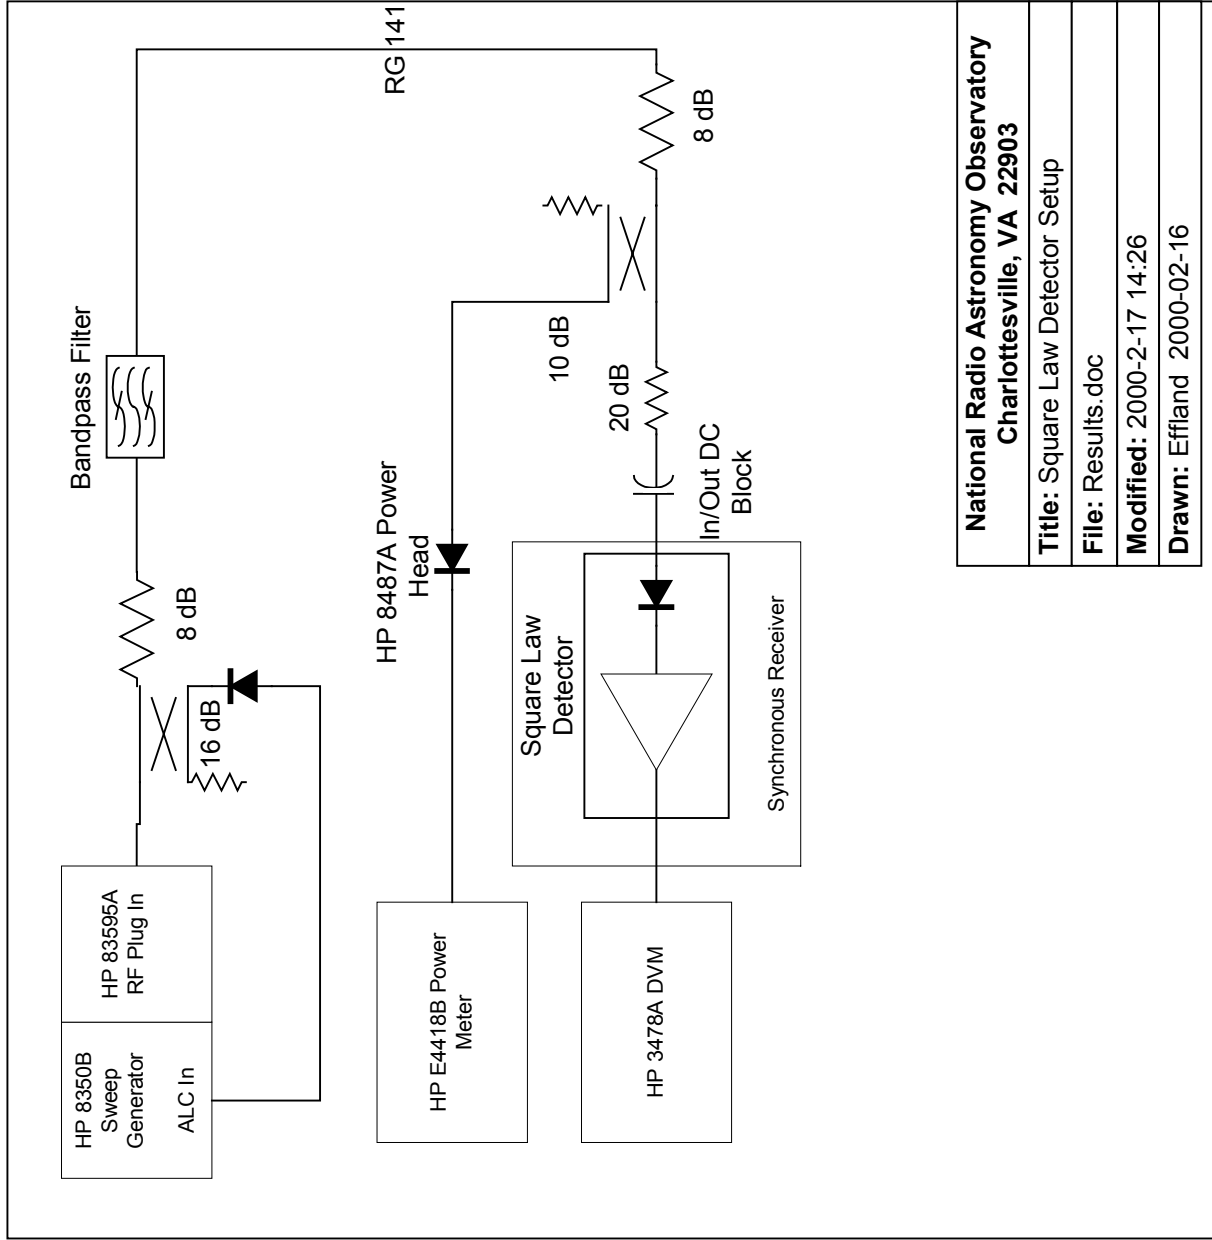 HP 8350B
Sweep
Generator
ALC In
HP 83595A
RF Plug In
16 dB
8 dB
Bandpass Filter
RG 141
8 dB
10 dB
20 dB
In/Out DC
Block
HP 8487A Power
Head
HP E4418B Power
Meter
Square Law
Detector
Synchronous Receiver
HP 3478A DVM
National Radio Astronomy Observatory
Charlottesville, VA 22903
Title: Square Law Detector Setup
File: Results.doc
Modified: 2000-2-17 14:26
Drawn: Effland 2000-02-16